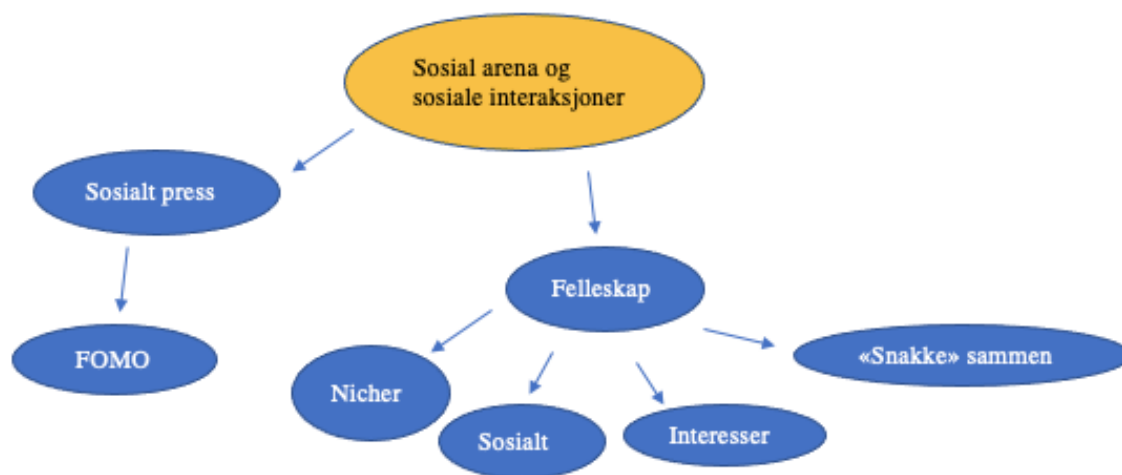 Sosial arena og
sosiale interaksjoner
Sosialt press
Felleskap
FOMO
«Snakke» sammen
Nicher
Sosialt
Interesser